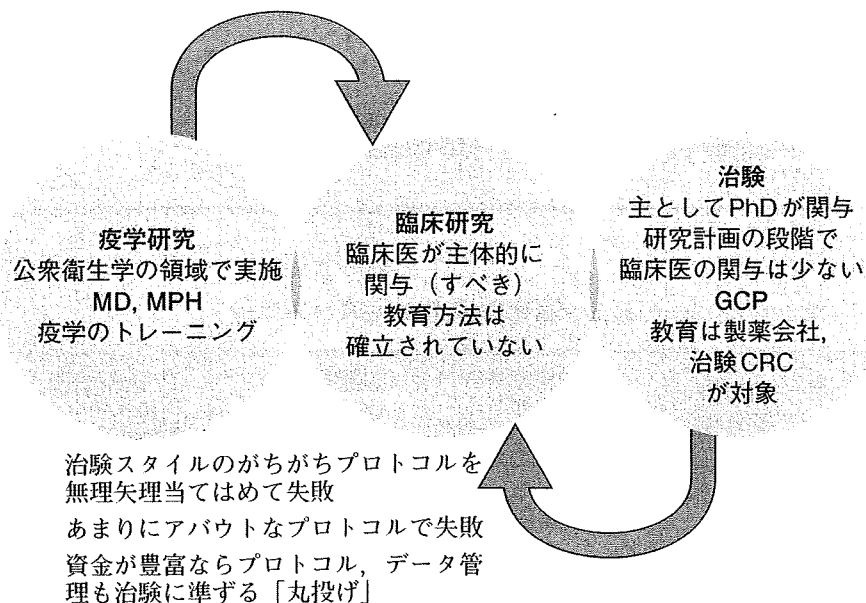 疫学研究
公衆衛生学の領域で実施
MD, MPH
疫学のトレーニング
臨床研究
臨床医が主体的に
関与（すべき）
教育方法は
確立されていない
治験
主としてPhDが関与
研究計画の段階で
臨床医の関与は少ない
GCP
教育は製薬会社,
治験CRC
が対象
治験スタイルのがちがちプロトコルを
無理矢理当てはめて失敗
あまりにアバウトなプロトコルで失敗
資金が豊富ならプロトコル，データ管
理も治験に準ずる「丸投げ」